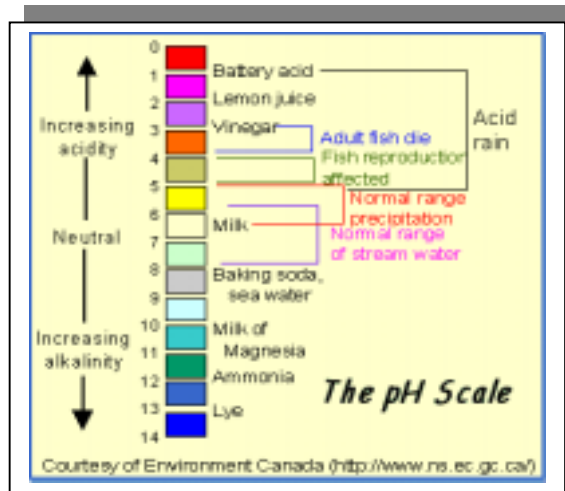 0
1
Battery acid
2
Lemon juice
Increasing
acidity
3
Vinegar
Adult fish die
Acid
rain
4
Fish reproduction
affected
5
Normal range
precipitation
6
Milk
Neutral
Normal range
of stream water
7
8
Baking soda,
sea water
9
10
Milk of
Magnesia
Increasing
alkalinity
11
Ammonia
12
The pH Scale
13
Lye
14
Courtesy of Environment Canada (http://www.ns.ec.gc.ca/)